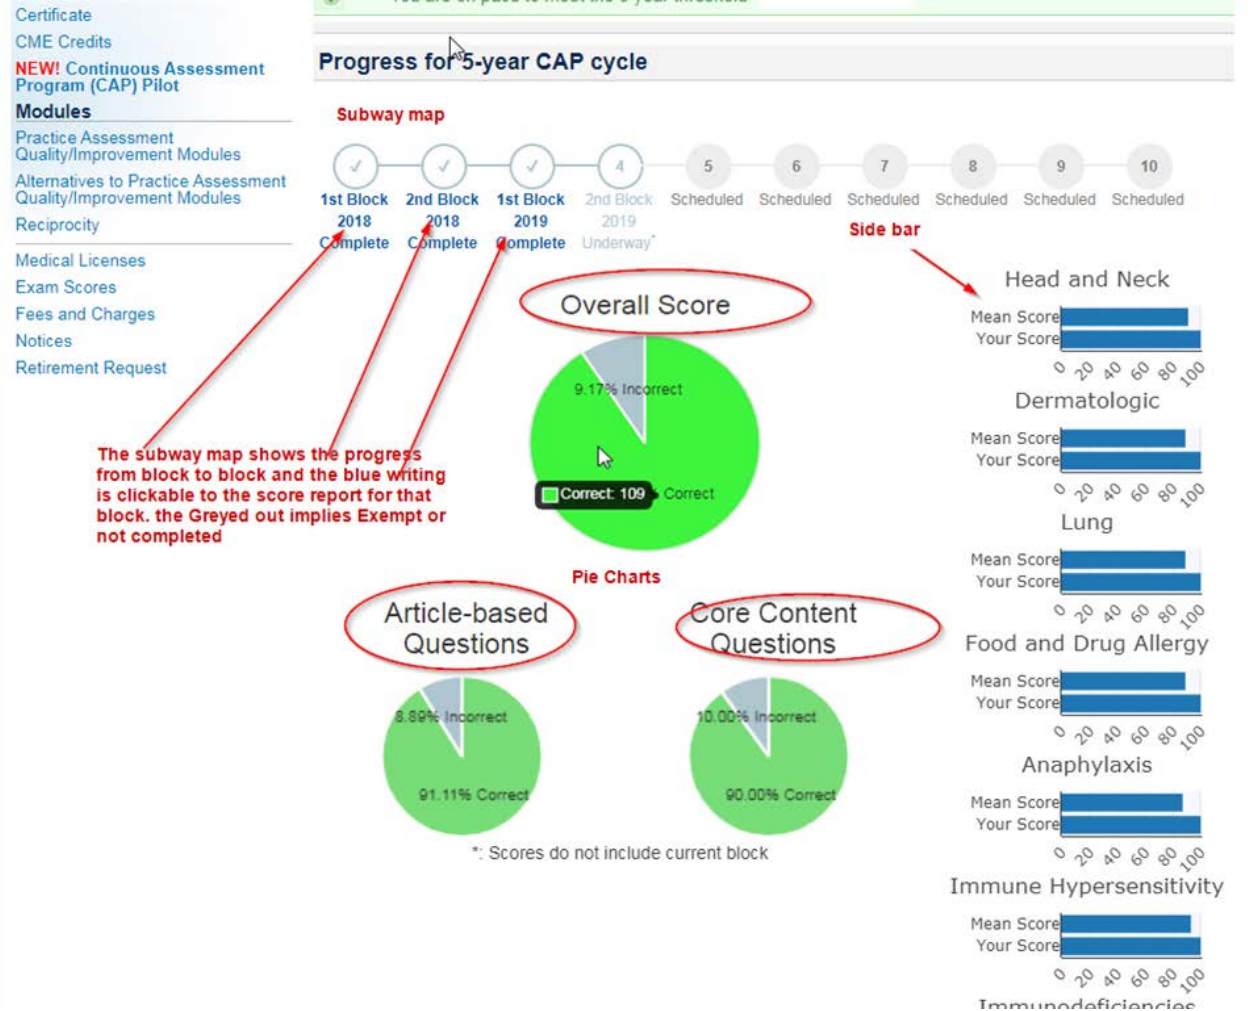 Certificate
CME Credits
NEW! Continuous Assessment
Program (CAP) Pilot
Modules
Practice Assessment
Quality/Improvement Modules
Alternatives to Practice Assessment
Quality/Improvement Modules
Reciprocity
Medical Licenses
Exam Scores
Fees and Charges
Notices
Retirement Request
Progress for 5-year CAP cycle
Subway map
✓ ✓ ✓ 4 5 6 7 8 9 10
1st Block 2nd Block 1st Block 2nd Block Scheduled Scheduled Scheduled Scheduled Scheduled Scheduled
2018 2018 2019 2019
Complete Complete Complete Underway*
Side bar
The subway map shows the progress
from block to block and the blue writing
is clickable to the score report for that
block. the Greyed out implies Exempt or
not completed
Overall Score
9.17% Incorrect
Correct: 109
Correct
Pie Charts
Article-based
Questions
8.89% Incorrect
91.11% Correct
Core Content
Questions
10.00% Incorrect
90.00% Correct
*: Scores do not include current block
Head and Neck
Mean Score
Your Score
0 20 40 60 80 100
Dermatologic
Mean Score
Your Score
0 20 40 60 80 100
Lung
Mean Score
Your Score
0 20 40 60 80 100
Food and Drug Allergy
Mean Score
Your Score
0 20 40 60 80 100
Anaphylaxis
Mean Score
Your Score
0 20 40 60 80 100
Immune Hypersensitivity
Mean Score
Your Score
0 20 40 60 80 100
Immunodeficiencies